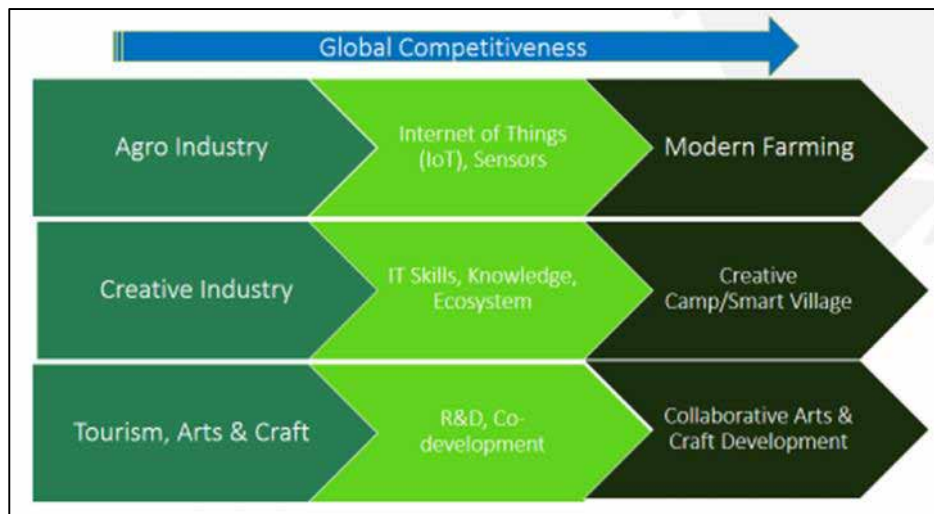 Global Competitiveness
Agro Industry
Internet of Things
(IoT), Sensors
Modern Farming
Creative Industry
IT Skills, Knowledge,
Ecosystem
Creative
Camp/Smart Village
Tourism, Arts & Craft
R&D, Co-
development
Collaborative Arts &
Craft Development